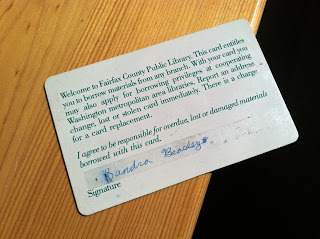 Welcome to Fairfax County Public Library. This card entitles
you to borrow materials from any branch. With your card you
may also apply for borrowing privileges at cooperating
Washington metropolitan area libraries. Report an address
change, lost or stolen card immediately. There is a charge
for a card replacement.
I agree to be responsible for overdue, lost or damaged materials
borrowed with this card.
Sandra Beasley
Signature